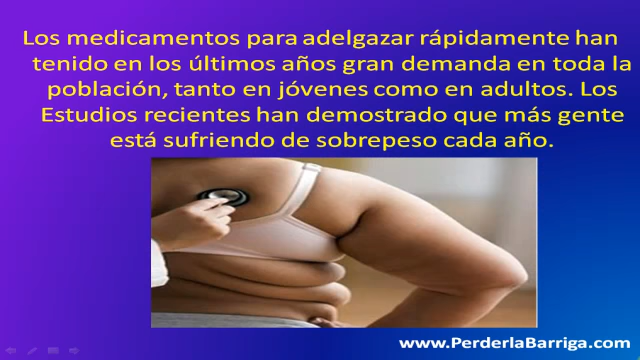 Los medicamentos para adelgazar rápidamente han
tenido en los últimos años gran demanda en toda la
población, tanto en jóvenes como en adultos. Los
Estudios recientes han demostrado que más gente
está sufriendo de sobrepeso cada año.
www.PerderlaBarriga.com